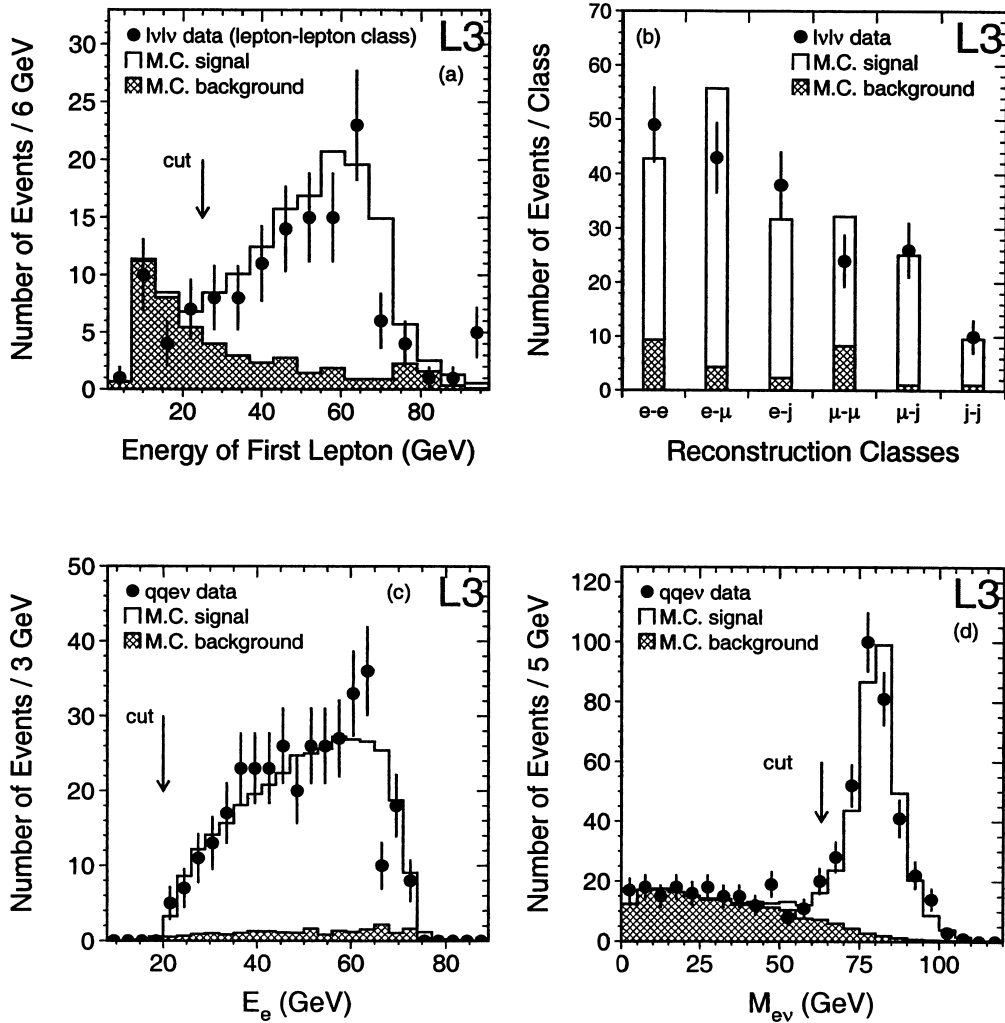 L3
(a)
● lνlν data (lepton-lepton class)
M.C. signal
M.C. background
cut
Number of Events / 6 GeV
30
25
20
15
10
5
0
20 40 60 80
Energy of First Lepton (GeV)
L3
(b)
● lνlν data
M.C. signal
M.C. background
Number of Events / Class
70
60
50
40
30
20
10
0
e-e e-μ e-j μ-μ μ-j j-j
Reconstruction Classes
L3
(c)
● qqeν data
M.C. signal
M.C. background
cut
Number of Events / 3 GeV
50
40
30
20
10
0
20 40 60 80
Ee (GeV)
L3
(d)
● qqeν data
M.C. signal
M.C. background
cut
Number of Events / 5 GeV
120
100
80
60
40
20
0
0 25 50 75 100
Meν (GeV)